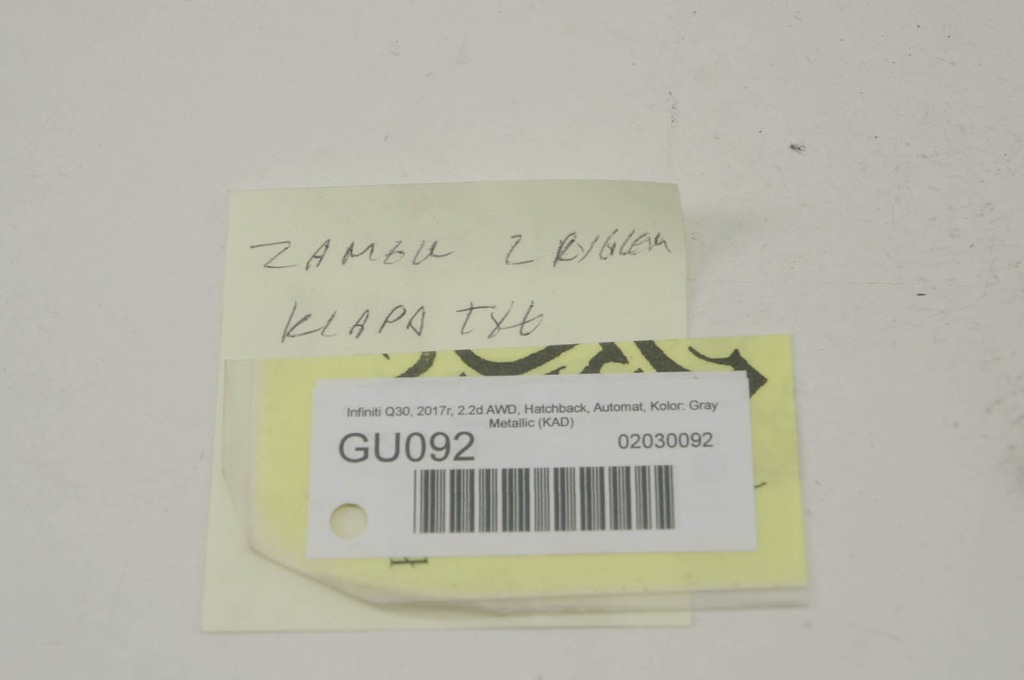 ZAMEK Z RYGLEM
KLAPA TYŁ
Infiniti Q30, 2017r, 2.2d AWD, Hatchback, Automat, Kolor: Gray
Metallic (KAD)
GU092
02030092